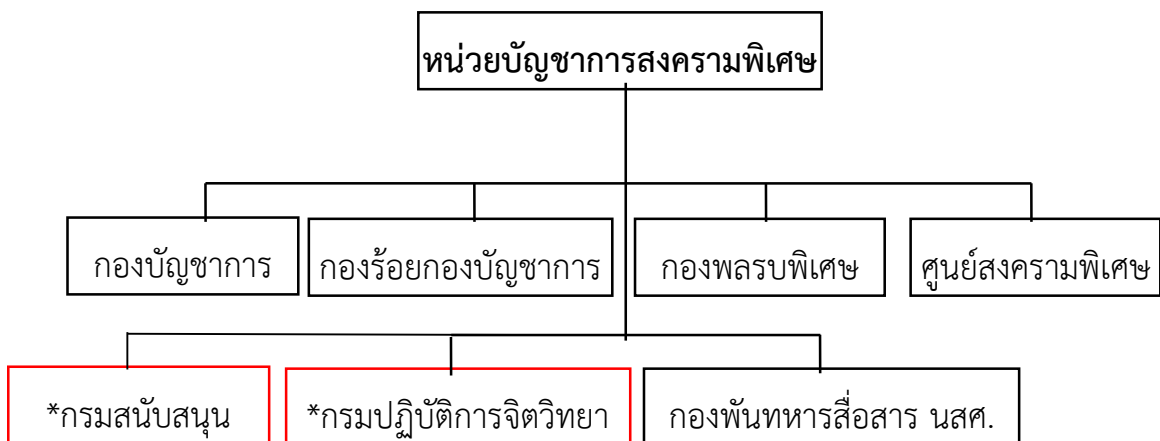 หน่วยบัญชาการสงครามพิเศษ
กองบัญชาการ
กองร้อยกองบัญชาการ
กองพลรบพิเศษ
ศูนย์สงครามพิเศษ
*กรมสนับสนุน
*กรมปฏิบัติการจิตวิทยา
กองพันทหารสื่อสาร นสศ.